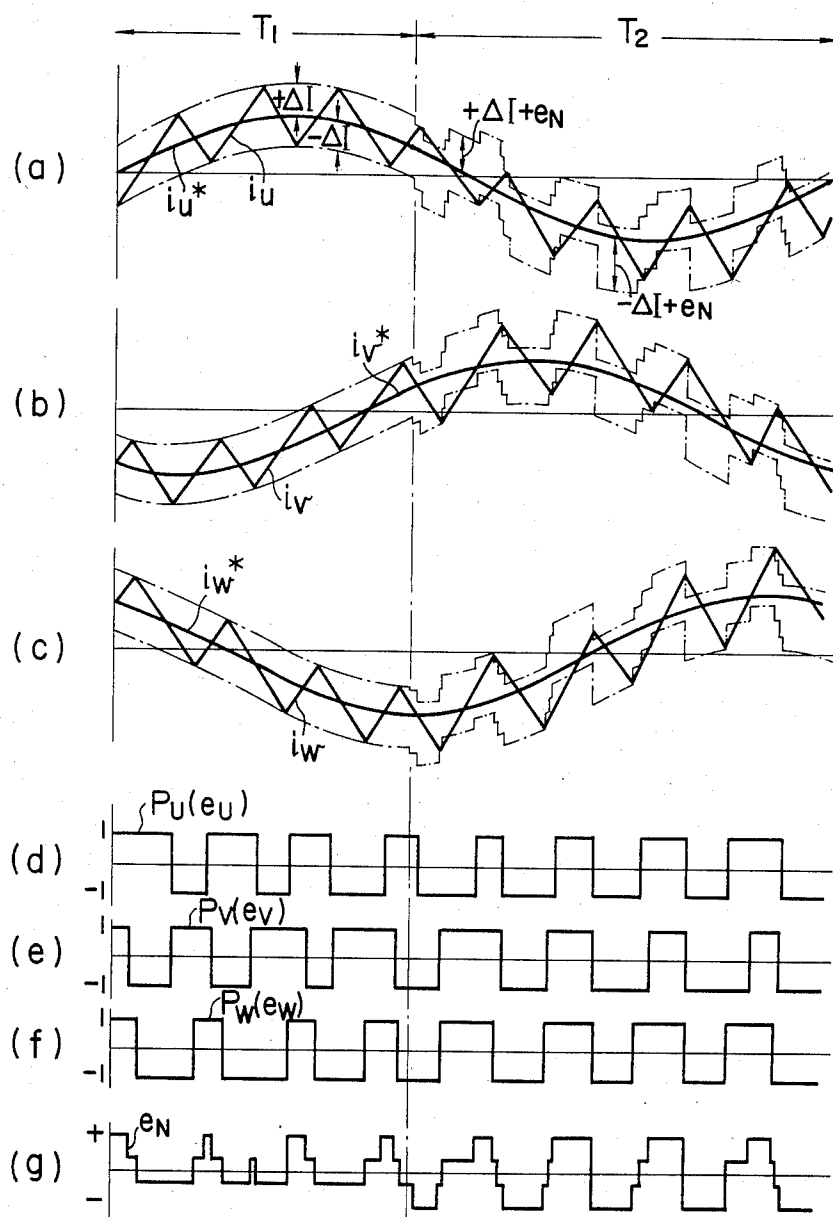 T1 T2
+ΔI
-ΔI
+ΔI+eN
(a)
iu* iu
-ΔI+eN
iv*
(b)
iv
iw*
(c)
iw
PU(eU)
1
(d)
-1
PV(eV)
1
(e)
-1
PW(eW)
1
(f)
-1
+ eN
(g)
-